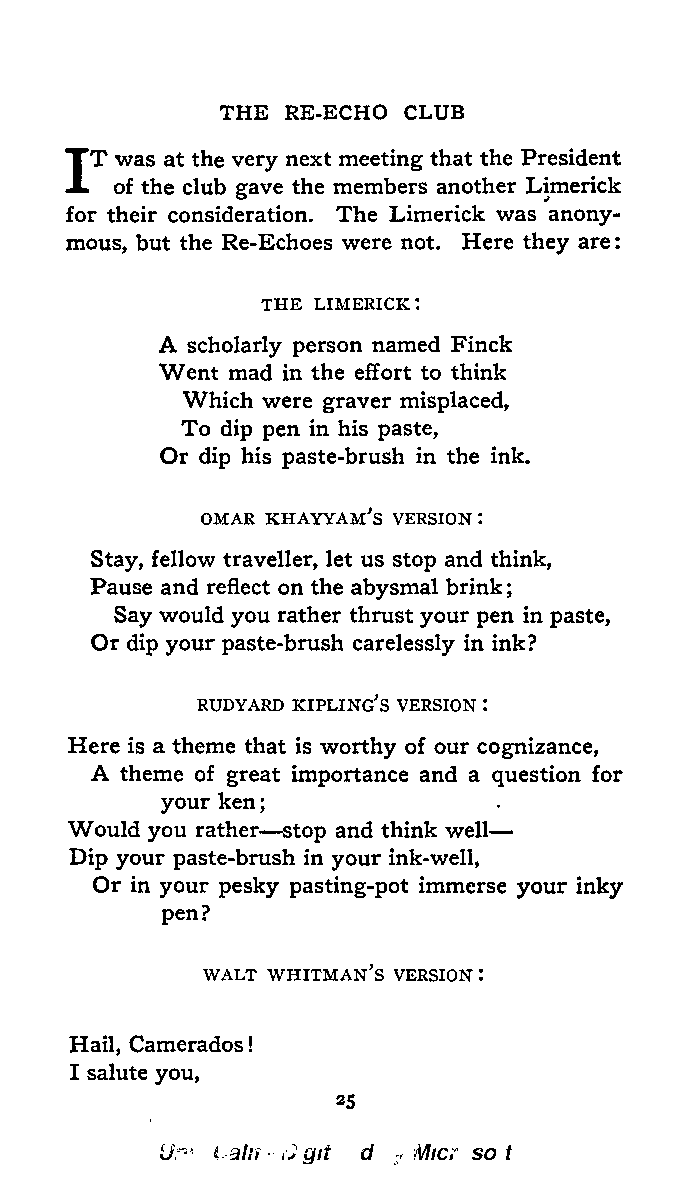 THE RE-ECHO CLUB
IT was at the very next meeting that the President
of the club gave the members another Limerick
for their consideration. The Limerick was anony-
mous, but the Re-Echoes were not. Here they are:
THE LIMERICK:
A scholarly person named Finck
Went mad in the effort to think
Which were graver misplaced,
To dip pen in his paste,
Or dip his paste-brush in the ink.
OMAR KHAYYAM'S VERSION:
Stay, fellow traveller, let us stop and think,
Pause and reflect on the abysmal brink;
Say would you rather thrust your pen in paste,
Or dip your paste-brush carelessly in ink?
RUDYARD KIPLING'S VERSION:
Here is a theme that is worthy of our cognizance,
A theme of great importance and a question for
your ken;
Would you rather—stop and think well—
Dip your paste-brush in your ink-well,
Or in your pesky pasting-pot immerse your inky
pen?
WALT WHITMAN'S VERSION:
Hail, Camerados!
I salute you,
25